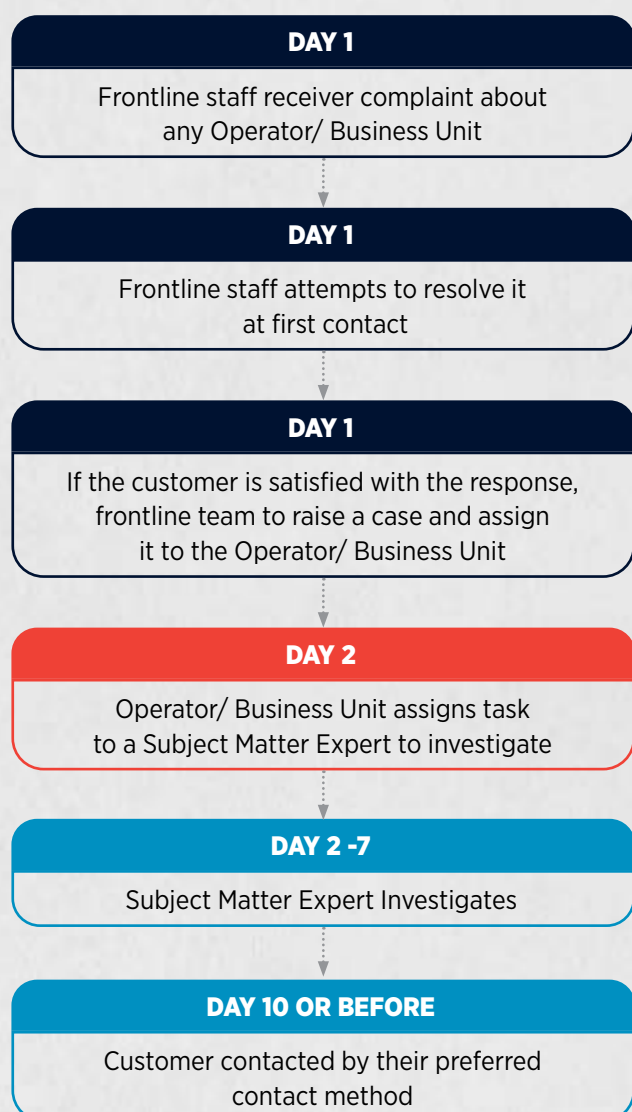 DAY 1
Frontline staff receiver complaint about
any Operator/ Business Unit
DAY 1
Frontline staff attempts to resolve it
at first contact
DAY 1
If the customer is satisfied with the response,
frontline team to raise a case and assign
it to the Operator/ Business Unit
DAY 2
Operator/ Business Unit assigns task
to a Subject Matter Expert to investigate
DAY 2 -7
Subject Matter Expert Investigates
DAY 10 OR BEFORE
Customer contacted by their preferred
contact method